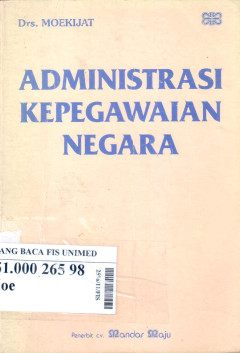 Drs. MOEKIJAT
ADMINISTRASI
KEPEGAWAIAN
NEGARA
ANG BACA FIS UNIMED
51.000 265 98
oe
Penerbit cv. Mandar Maju